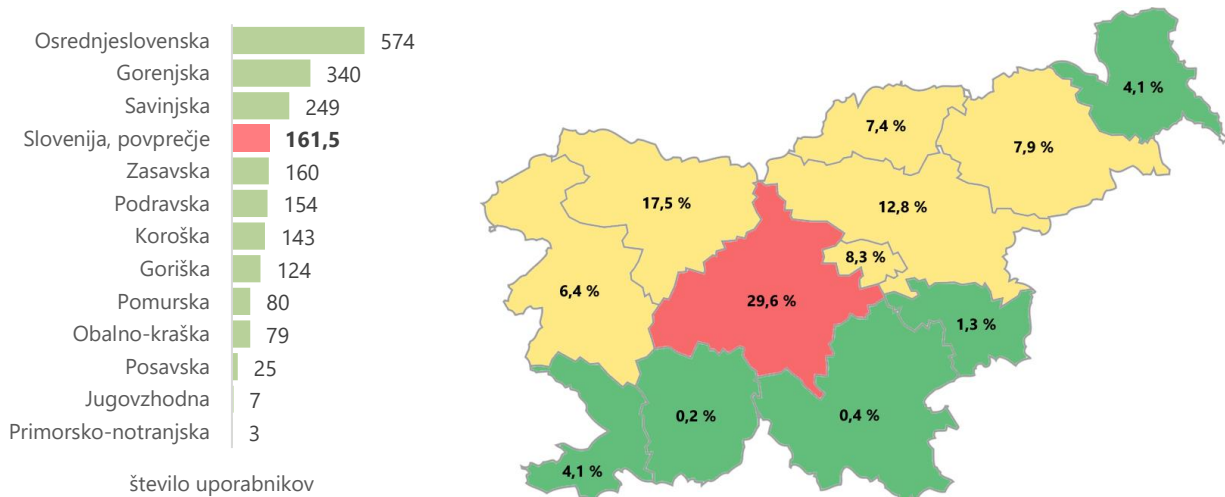 Osrednjeslovenska 574
Gorenjska 340
Savinjska 249
Slovenija, povprečje 161,5
Zasavska 160
Podravska 154
Koroška 143
Goriška 124
Pomurska 80
Obalno-kraška 79
Posavska 25
Jugovzhodna 7
Primorsko-notranjska 3
število uporabnikov
4,1 %
7,4 %
7,9 %
17,5 %
12,8 %
8,3 %
6,4 %
29,6 %
1,3 %
0,2 %
0,4 %
4,1 %